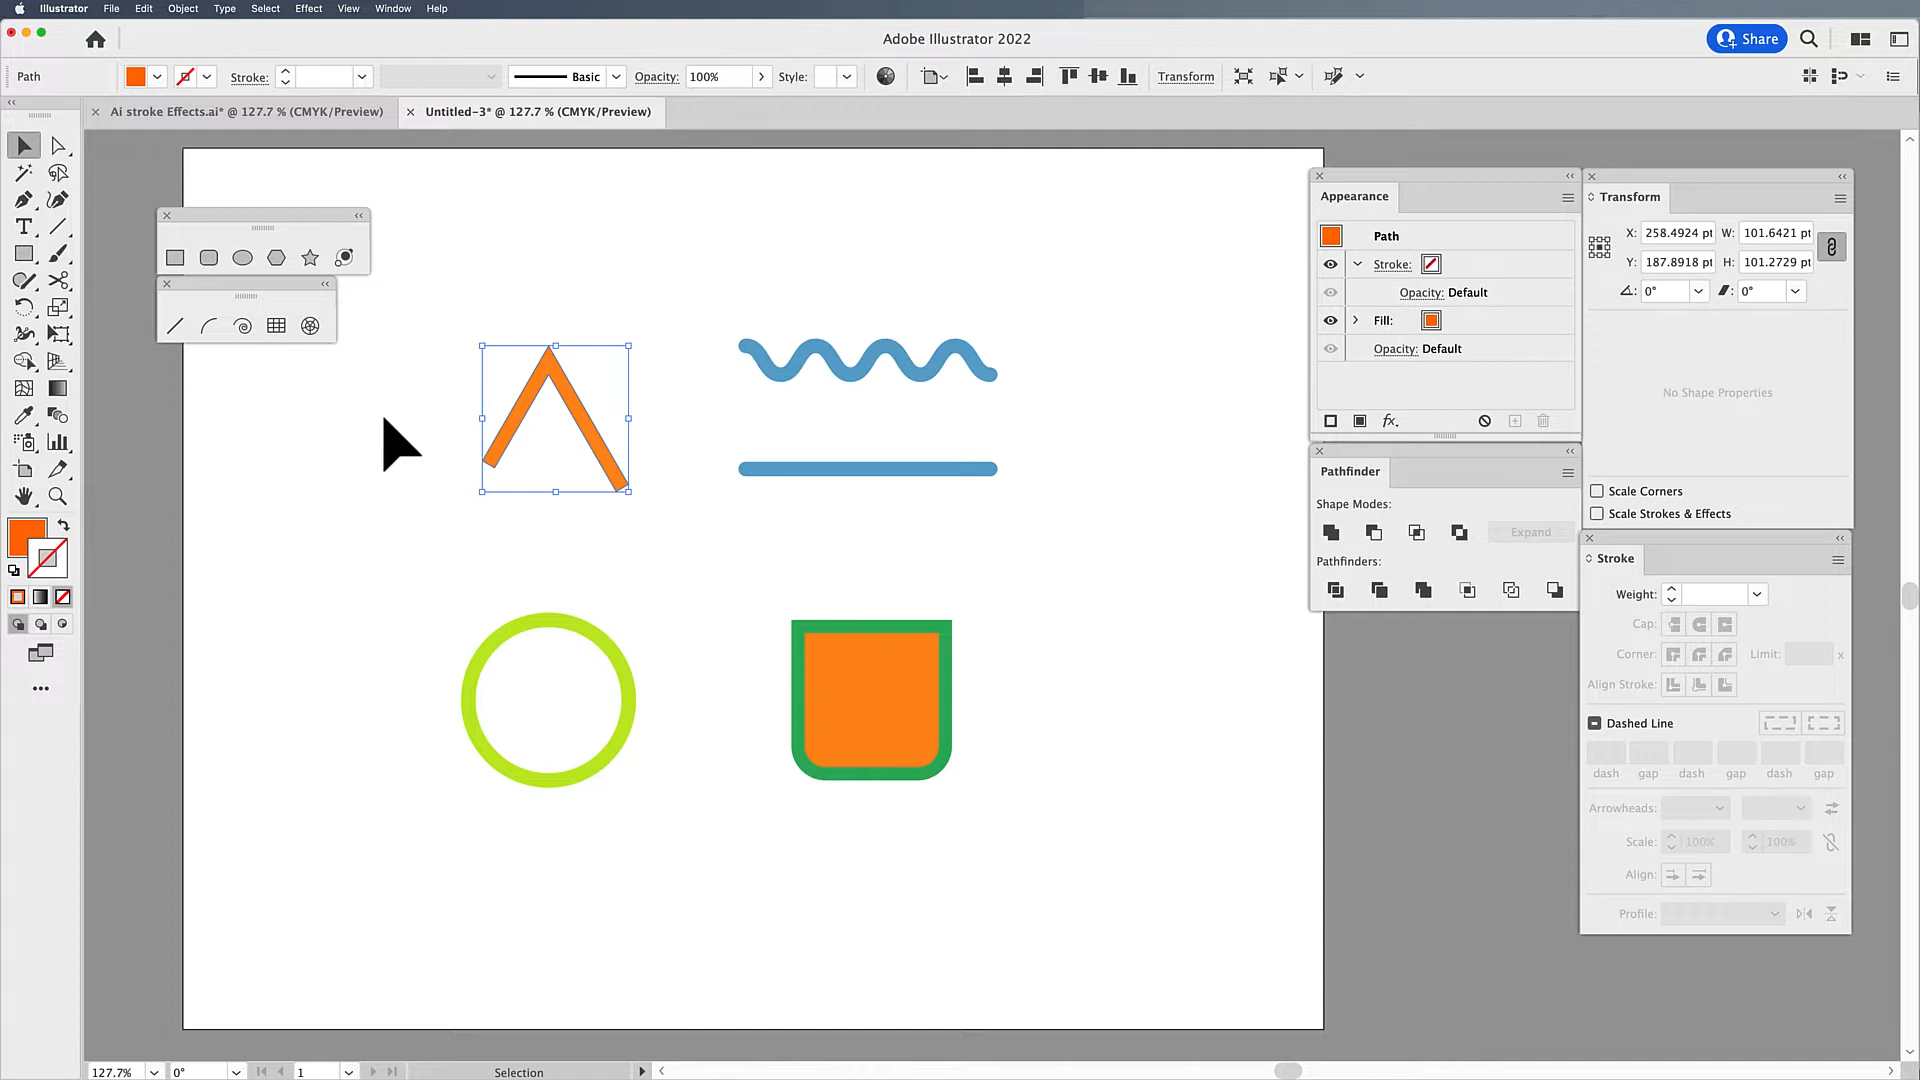 Illustrator File Edit Object Type Select Effect View Window Help
Adobe Illustrator 2022
Share
Path
Stroke:
Basic
Opacity: 100%
Style:
Transform
Ai stroke Effects.ai* @ 127.7 % (CMYK/Preview)
Untitled-3* @ 127.7 % (CMYK/Preview)
Appearance
Path
Stroke:
Opacity: Default
Fill:
Opacity: Default
fx.
Transform
X: 258.4924 pt W: 101.6421 pt
Y: 187.8918 pt H: 101.2729 pt
0° 0°
No Shape Properties
Scale Corners
Scale Strokes & Effects
Pathfinder
Shape Modes:
Expand
Pathfinders:
Stroke
Weight:
Cap:
Corner: Limit: x
Align Stroke:
Dashed Line
dash gap dash gap dash gap
Arrowheads:
Scale: 100% 100%
Align:
Profile:
127.7% 0° 1 Selection